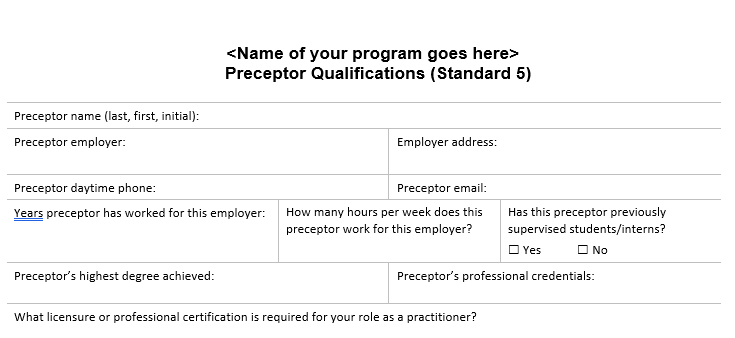 <Name of your program goes here>
Preceptor Qualifications (Standard 5)
Preceptor name (last, first, initial):
Preceptor employer:
Employer address:
Preceptor daytime phone:
Preceptor email:
Years preceptor has worked for this employer:
How many hours per week does this
preceptor work for this employer?
Has this preceptor previously
supervised students/interns?
☐ Yes ☐ No
Preceptor’s highest degree achieved:
Preceptor’s professional credentials:
What licensure or professional certification is required for your role as a practitioner?